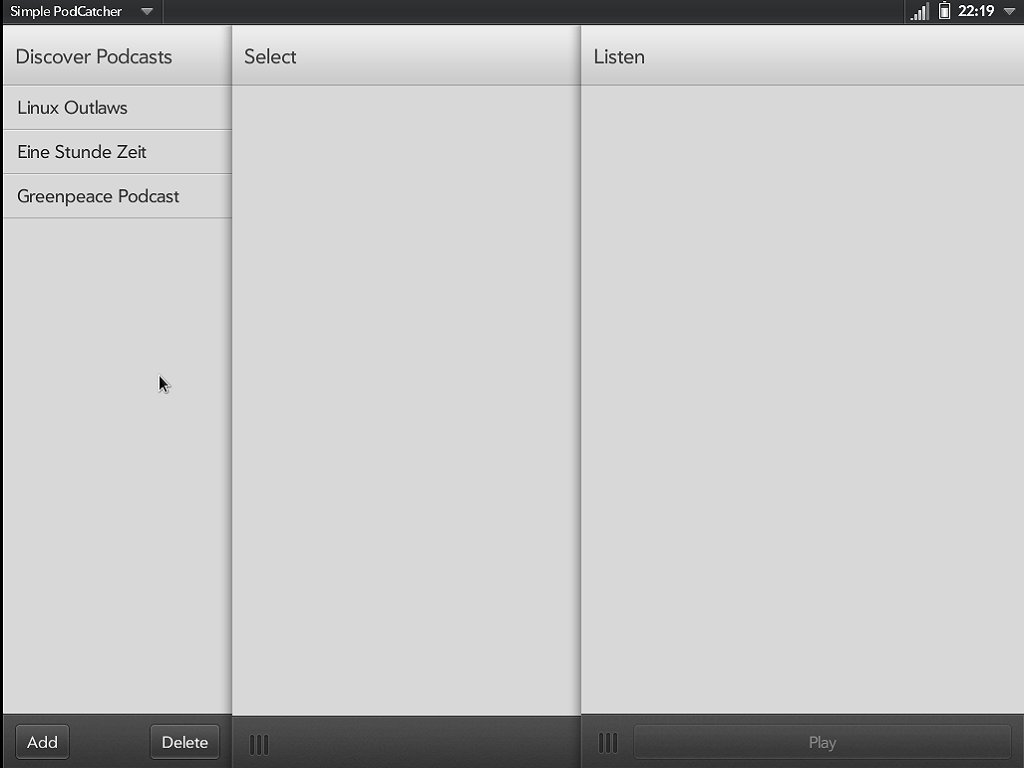 Simple PodCatcher
22:19
Discover Podcasts
Select
Listen
Linux Outlaws
Eine Stunde Zeit
Greenpeace Podcast
Add
Delete
Play